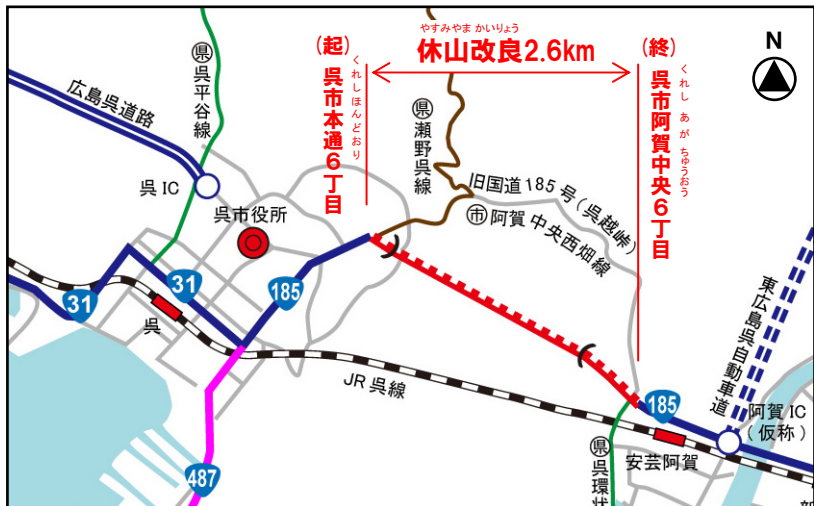 やすみやま かいりょう
休山改良2.6km
(起)
呉市本通6丁目
くれしほんどおり
(終)
呉市阿賀中央6丁目
くれし あが ちゅうおう
N
県呉平谷線
広島呉道路
呉IC
呉市役所
県瀬野呉線
旧国道185号(呉越峠)
市阿賀中央西畑線
31
31
185
呉
JR呉線
487
東広島呉自動車道
185
阿賀IC
(仮称)
安芸阿賀
県呉環状